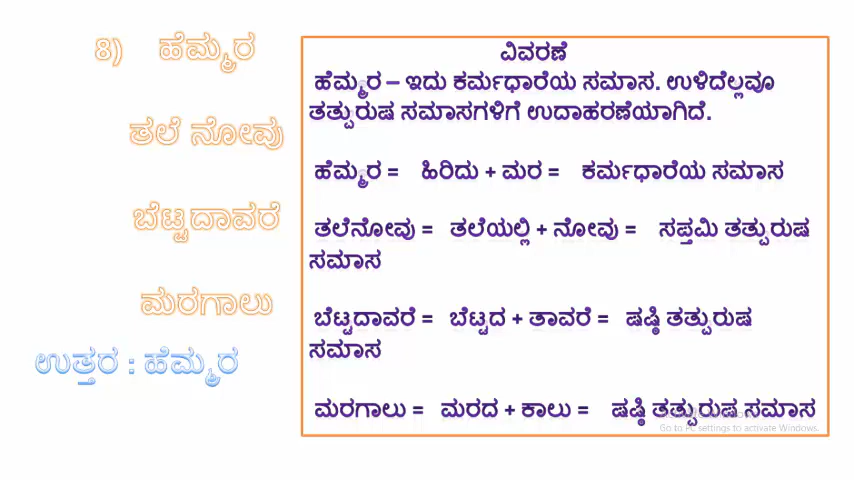 8) ಹೆಮ್ಮರ
ತಲೆ ನೋವು
ಬೆಟ್ಟದಾವರೆ
ಮರಗಾಲು
ಉತ್ತರ : ಹೆಮ್ಮರ
ವಿವರಣೆ
ಹೆಮ್ಮರ – ಇದು ಕರ್ಮಧಾರೆಯ ಸಮಾಸ. ಉಳಿದೆಲ್ಲವೂ
ತತ್ಪುರುಷ ಸಮಾಸಗಳಿಗೆ ಉದಾಹರಣೆಯಾಗಿದೆ.
ಹೆಮ್ಮರ = ಹಿರಿದು + ಮರ = ಕರ್ಮಧಾರೆಯ ಸಮಾಸ
ತಲೆನೋವು = ತಲೆಯಲ್ಲಿ + ನೋವು = ಸಪ್ತಮಿ ತತ್ಪುರುಷ
ಸಮಾಸ
ಬೆಟ್ಟದಾವರೆ = ಬೆಟ್ಟದ + ತಾವರೆ = ಷಷ್ಠಿ ತತ್ಪುರುಷ
ಸಮಾಸ
ಮರಗಾಲು = ಮರದ + ಕಾಲು = ಷಷ್ಠಿ ತತ್ಪುರುಷ ಸಮಾಸ
Go to PC settings to activate Windows.